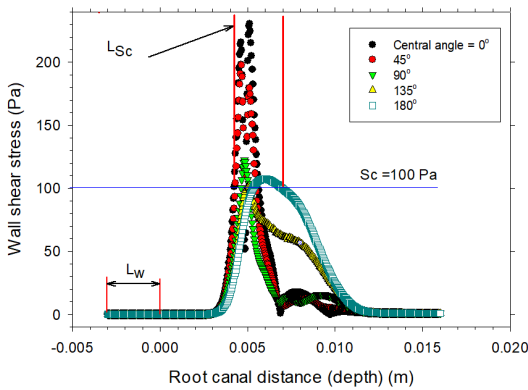 L_Sc
Central angle = 0°
45°
90°
135°
180°
Sc =100 Pa
L_w
Wall shear stress (Pa)
200
150
100
50
0
-0.005 0.000 0.005 0.010 0.015 0.020
Root canal distance (depth) (m)